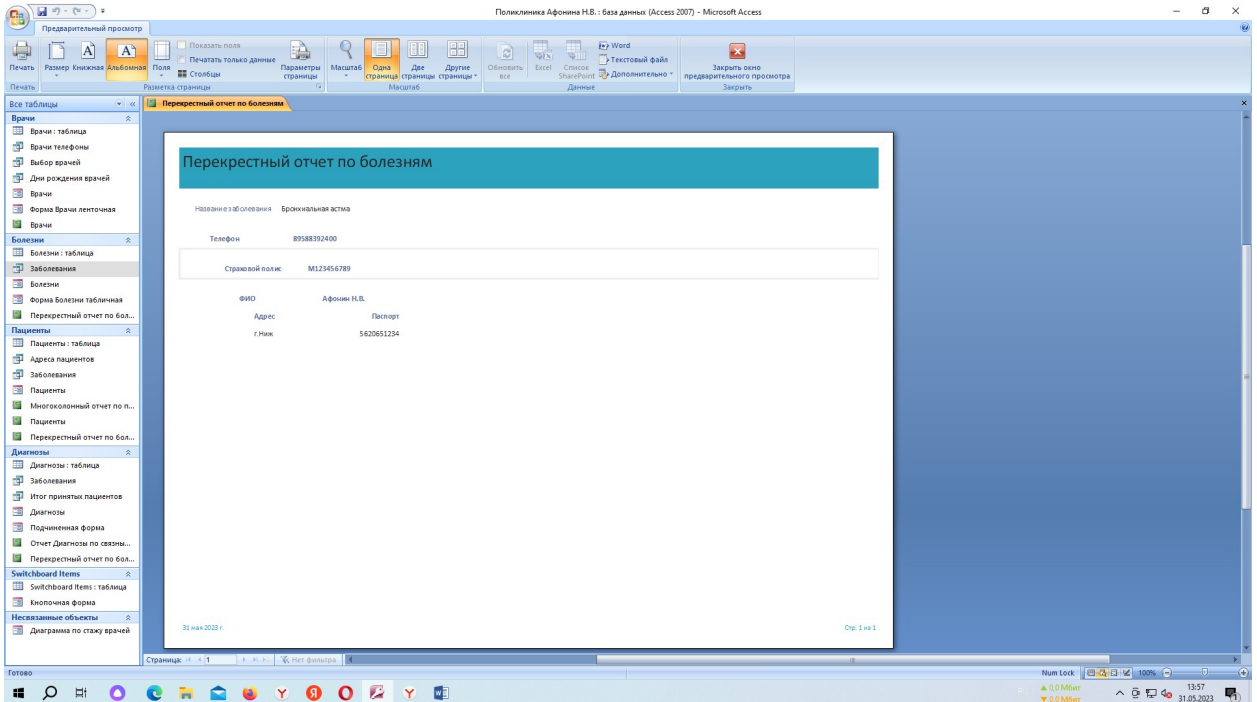 Поликлиника Афонина Н.В. : база данных (Access 2007) - Microsoft Access
Предварительный просмотр
Печать
Размер
Книжная
Альбомная
Поля
Показать поля
Печатать только данные
Столбцы
Параметры страницы
Масштаб
Одна страница
Две страницы
Другие страницы
Обновить все
Excel
Список SharePoint
Word
Текстовый файл
Дополнительно
Закрыть окно предварительного просмотра
Печать
Разметка страницы
Масштаб
Данные
Закрыть
Все таблицы
Перекрестный отчет по болезням
Врачи
Врачи : таблица
Врачи телефоны
Выбор врачей
Дни рождения врачей
Врачи
Форма Врачи ленточная
Врачи
Болезни
Болезни : таблица
Заболевания
Болезни
Форма Болезни табличная
Перекрестный отчет по бол...
Пациенты
Пациенты : таблица
Адреса пациентов
Заболевания
Пациенты
Многоколонный отчет по п...
Пациенты
Перекрестный отчет по бол...
Диагнозы
Диагнозы : таблица
Заболевания
Итог принятых пациентов
Диагнозы
Подчиненная форма
Отчет Диагнозы по связны...
Перекрестный отчет по бол...
Switchboard Items
Switchboard Items : таблица
Кнопочная форма
Несвязанные объекты
Диаграмма по стажу врачей
Перекрестный отчет по болезням
Название заболевания Бронхиальная астма
Телефон 89588392400
Страховой полис М123456789
ФИО Афонин Н.В.
Адрес Паспорт
г.Ниж 5620651234
31 мая 2023 г. Стр. 1 из 1
Страница: 1 Нет фильтра
Готово
Num Lock 100%
0,0 Мбит
0,0 Мбит
13:57
31.05.2023